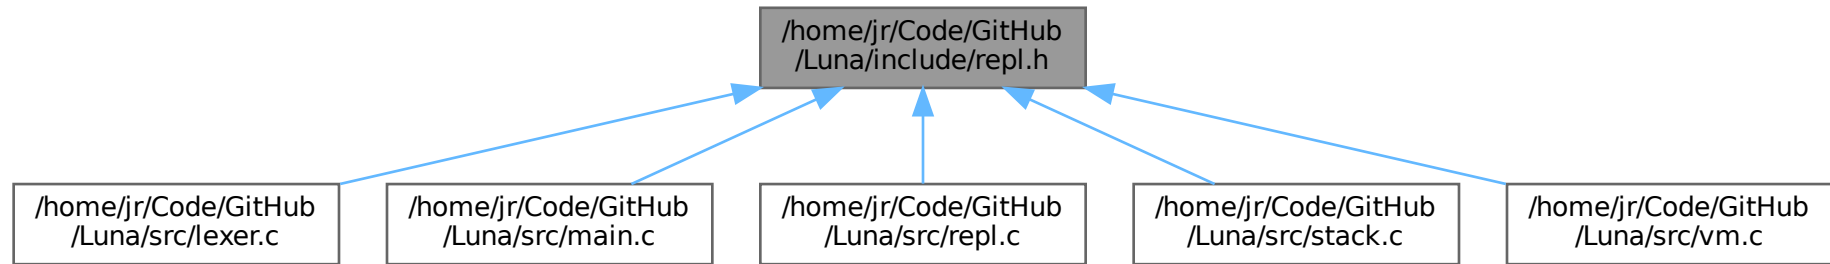 /home/jr/Code/GitHub
/Luna/include/repl.h
/home/jr/Code/GitHub
/Luna/src/lexer.c
/home/jr/Code/GitHub
/Luna/src/main.c
/home/jr/Code/GitHub
/Luna/src/repl.c
/home/jr/Code/GitHub
/Luna/src/stack.c
/home/jr/Code/GitHub
/Luna/src/vm.c